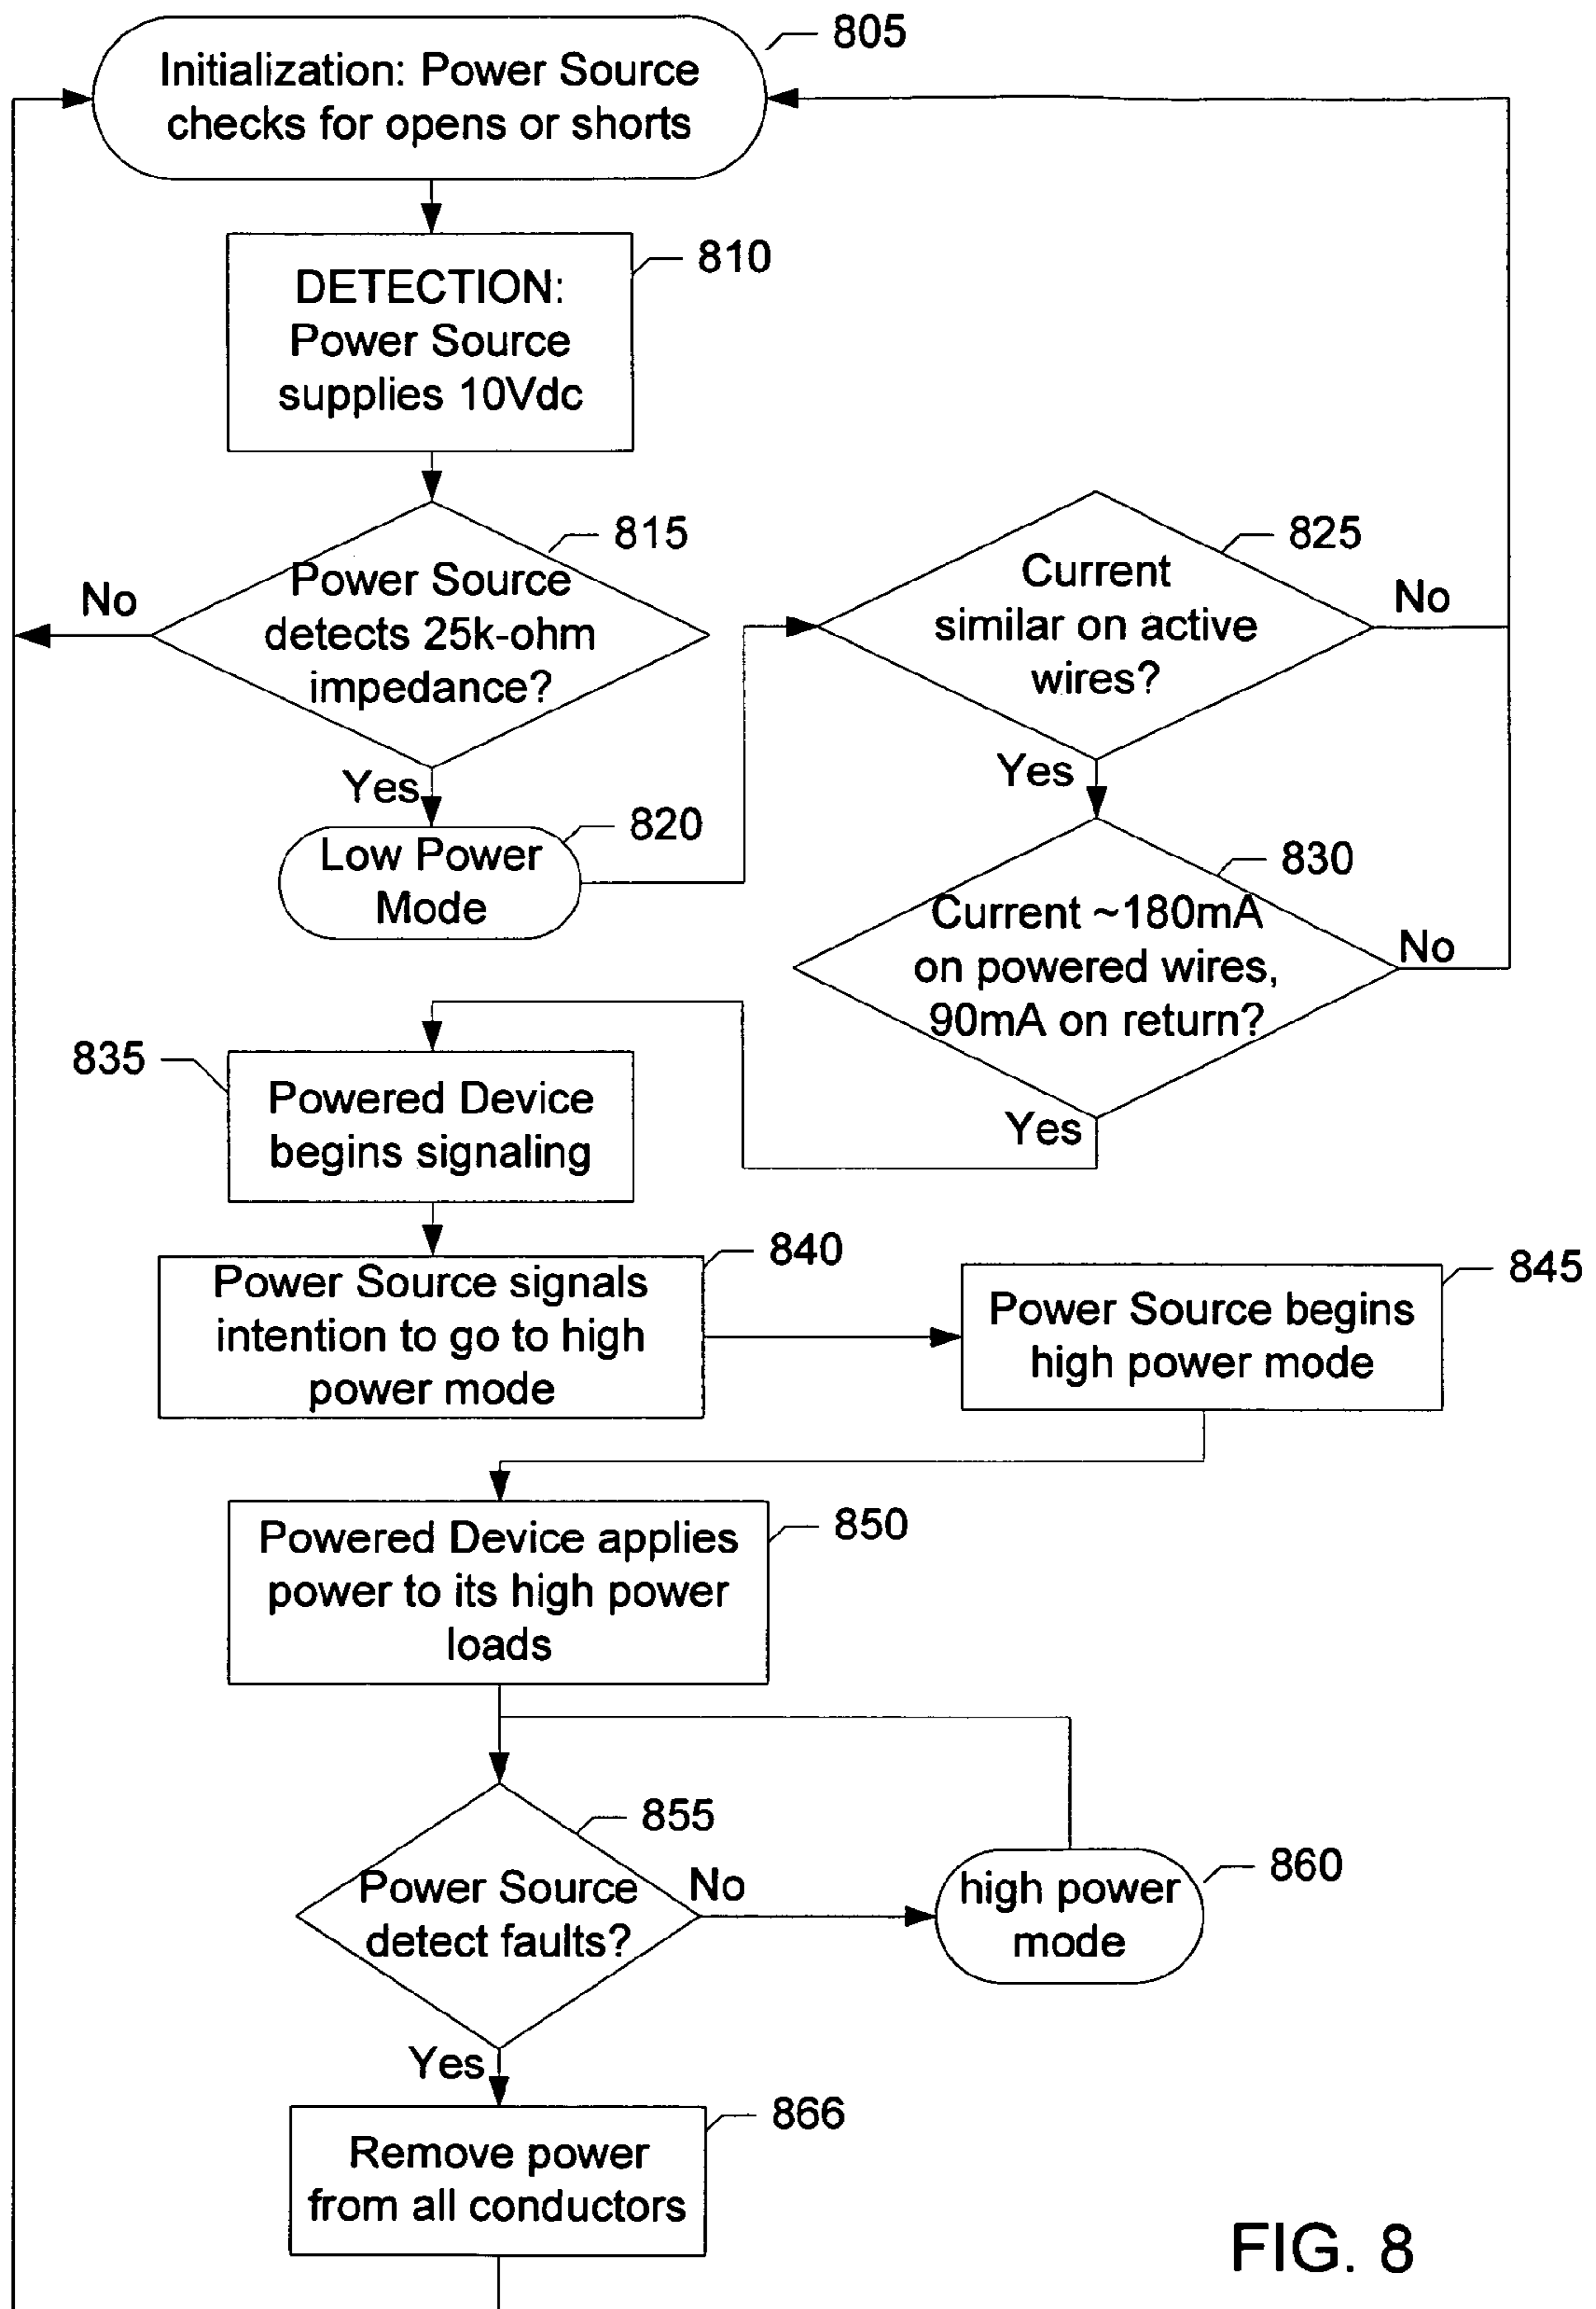 805
Initialization: Power Source
checks for opens or shorts
810
DETECTION:
Power Source
supplies 10Vdc
815
Power Source
detects 25k-ohm
impedance?
No
Yes
820
Low Power
Mode
825
Current
similar on active
wires?
No
Yes
830
Current ~180mA
on powered wires,
90mA on return?
No
Yes
835
Powered Device
begins signaling
840
Power Source signals
intention to go to high
power mode
845
Power Source begins
high power mode
850
Powered Device applies
power to its high power
loads
855
Power Source
detect faults?
No
860
high power
mode
Yes
866
Remove power
from all conductors
FIG. 8